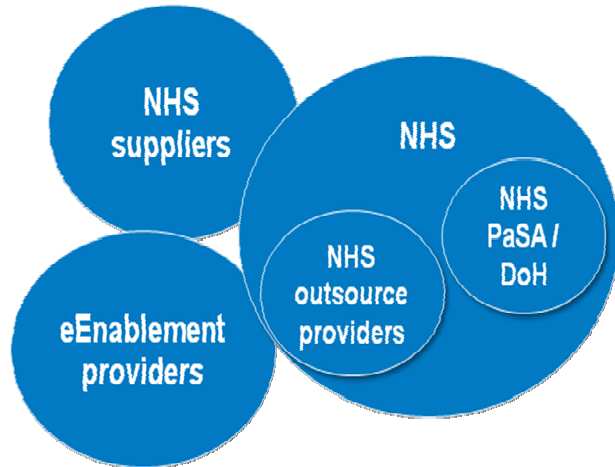 NHS
suppliers
NHS
NHS
PaSA /
DoH
NHS
outsource
providers
eEnablement
providers